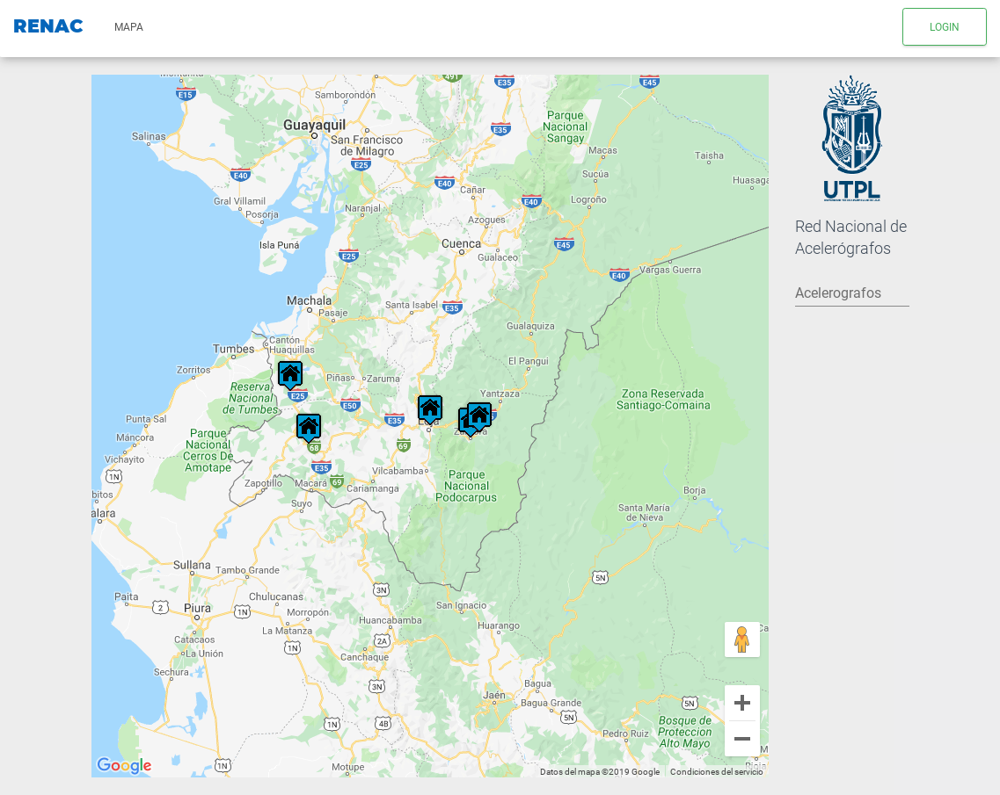 RENAC
MAPA
LOGIN
491
E35
E45
E15
Samborondón
Guayaquil
San Francisco
de Milagro
Salinas
E25
E40
E35
Parque
Nacional
Sangay
Macas
Taisha
Sucúa
Huasaga
E40
Cañar
E40
Logroño
Gral Villamil
Posorja
Naranjal
Azogues
Isla Puná
Cuenca
Gualaceo
E45
E25
Vargas Guerra
E40
Machala
Pasaje
Santa Isabel
E35
Gualaquiza
Tumbes
Cantón
Huaquillas
Zorritos
El Pangui
Piñas
Zaruma
Reserva
Nacional
de Tumbes
E25
E50
Yantzaza
Zona Reservada
Santiago-Comaina
E35
Punta Sal
Máncora
Vichayito
1N
Parque
Nacional
Cerros De
Amotape
68
69
E35
69
Vilcabamba
Zapotillo
Macará
Cariamanga
Suyo
Parque
Nacional
Podocarpus
Borja
Santa María
de Nieva
Sullana
Tambo Grande
3N
5N
Paita
2
Piura
1N
Chulucanas
Morropón
San Ignacio
Huancabamba
Huarango
La Matanza
Catacaos
La Unión
1N
2A
Canchaque
Sechura
3N
Bagua
Jaén
Bagua Grande
5N
5N
1N
4B
Pedro Ruiz
Bosque de
Proteccion
Alto Mayo
1N
Motupe
Google
Datos del mapa ©2019 Google
Condiciones del servicio
UTPL
Red Nacional de
Acelerógrafos
Acelerografos